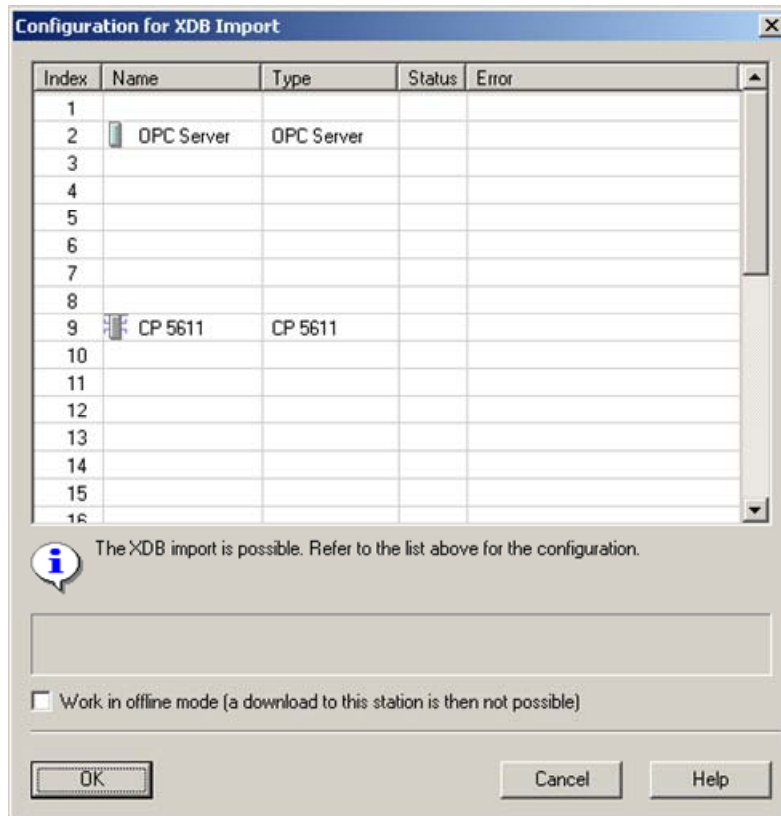 Configuration for XDB Import
Index Name Type Status Error
1
2 OPC Server OPC Server
3
4
5
6
7
8
9 CP 5611 CP 5611
10
11
12
13
14
15
16
The XDB import is possible. Refer to the list above for the configuration.
Work in offline mode (a download to this station is then not possible)
OK Cancel Help